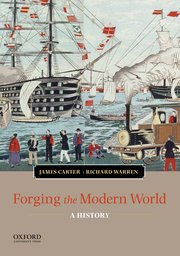 JAMES CARTER · RICHARD WARREN
Forging the Modern World
A HISTORY
OXFORD
UNIVERSITY PRESS